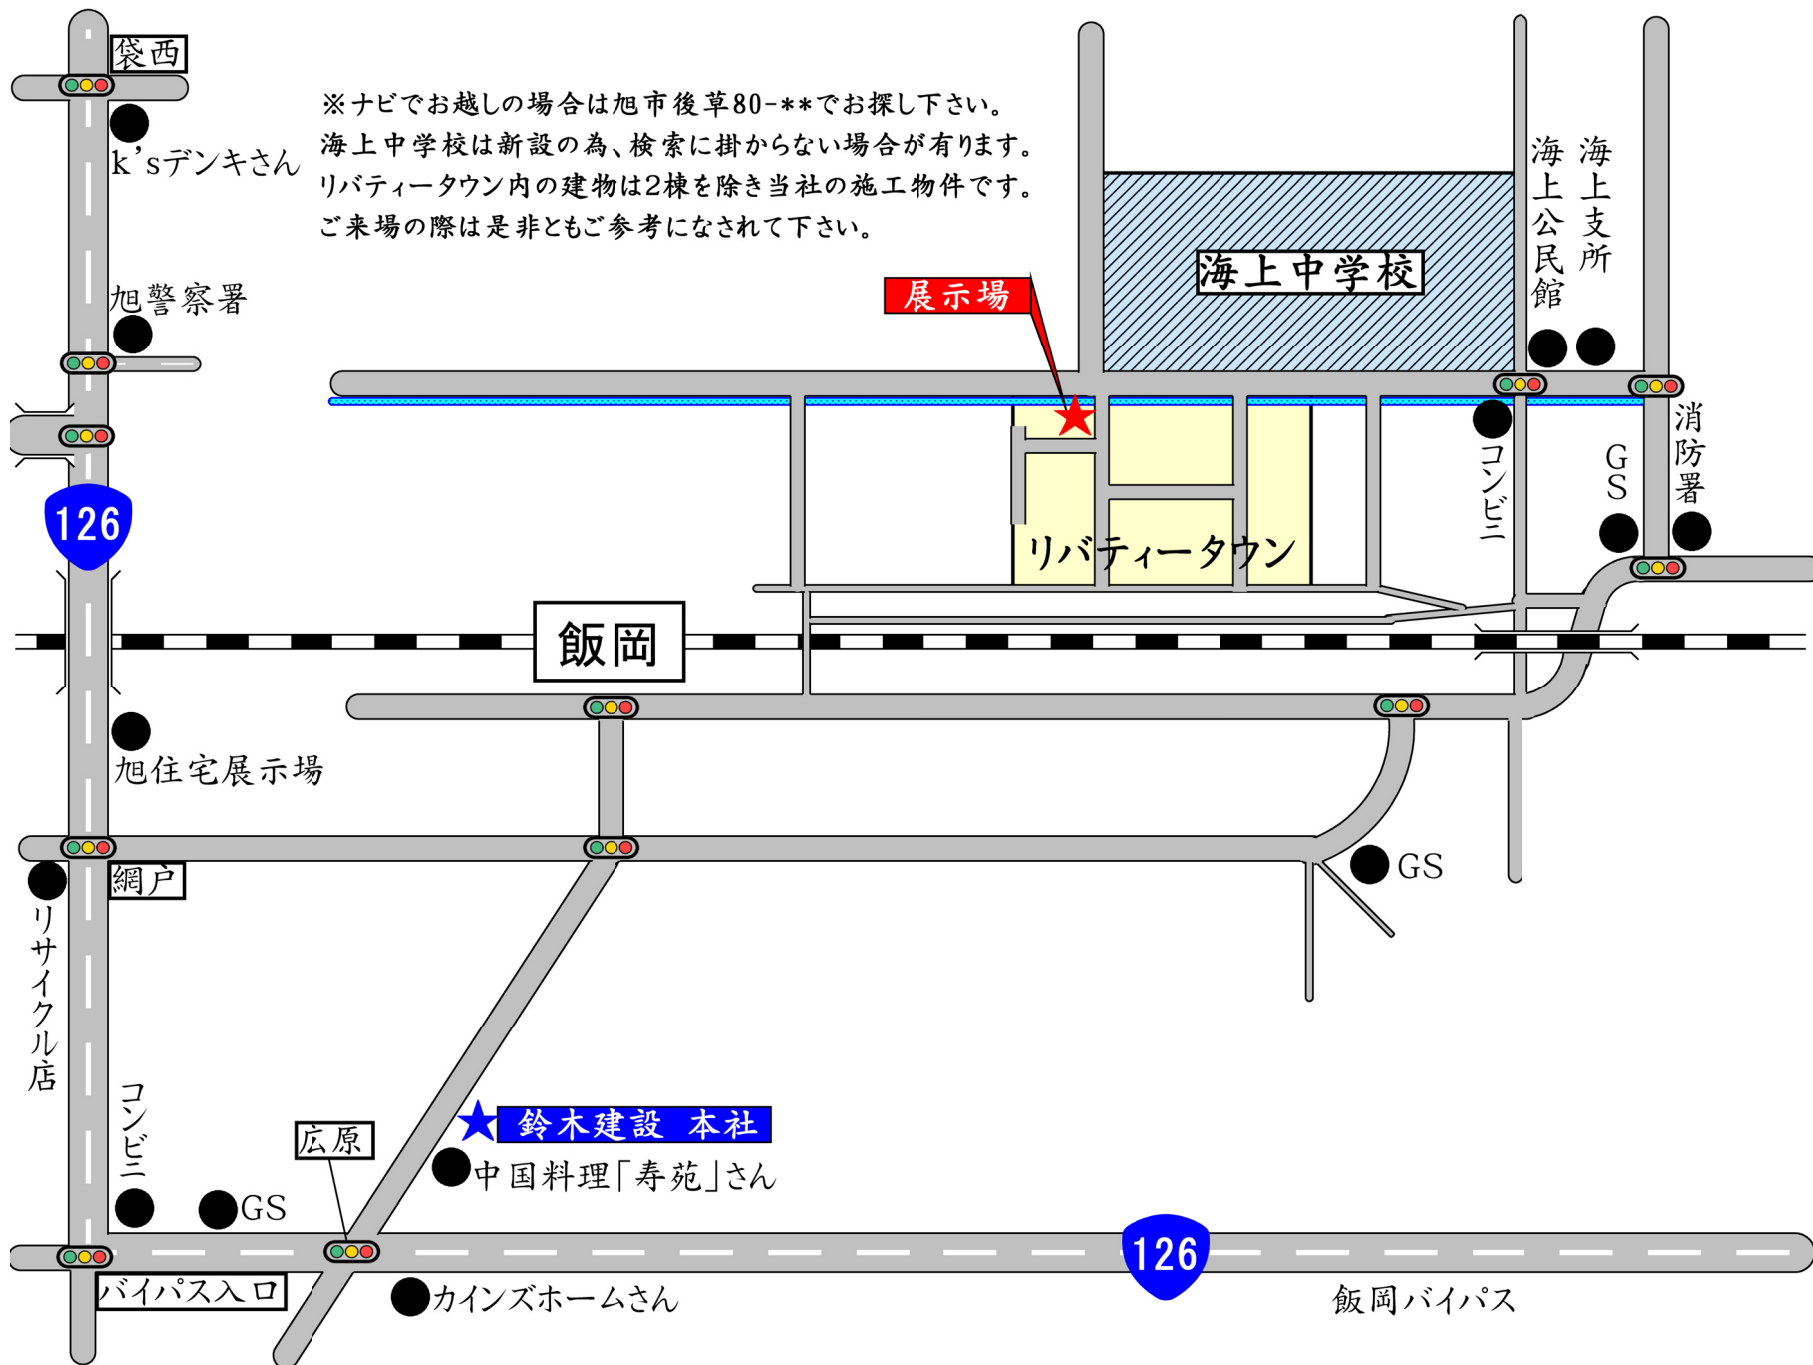 袋西
k’sデンキさん
※ナビでお越しの場合は旭市後草80-**でお探し下さい。
海上中学校は新設の為、検索に掛からない場合が有ります。
リバティータウン内の建物は2棟を除き当社の施工物件です。
ご来場の際は是非ともご参考になされて下さい。
海上公民館
海上支所
海上中学校
展示場
旭警察署
126
コンビニ
GS
消防署
リバティータウン
飯岡
旭住宅展示場
網戸
GS
リサイクル店
コンビニ
広原
鈴木建設 本社
中国料理「寿苑」さん
GS
126
バイパス入口
カインズホームさん
飯岡バイパス